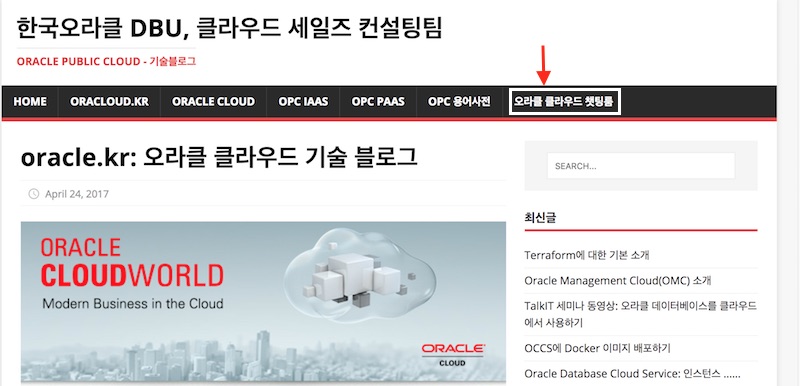 한국오라클 DBU, 클라우드 세일즈 컨설팅팀
ORACLE PUBLIC CLOUD - 기술블로그
HOME ORACLOUD.KR ORACLE CLOUD OPC IAAS OPC PAAS OPC 용어사전 오라클 클라우드 챗팅룸
oracle.kr: 오라클 클라우드 기술 블로그
April 24, 2017
ORACLE
CLOUDWORLD
Modern Business in the Cloud
ORACLE
CLOUD
SEARCH...
최신글
Terraform에 대한 기본 소개
Oracle Management Cloud(OMC) 소개
TalkIT 세미나 동영상: 오라클 데이터베이스를 클라우드
에서 사용하기
OCCS에 Docker 이미지 배포하기
Oracle Database Cloud Service: 인스턴스 ......